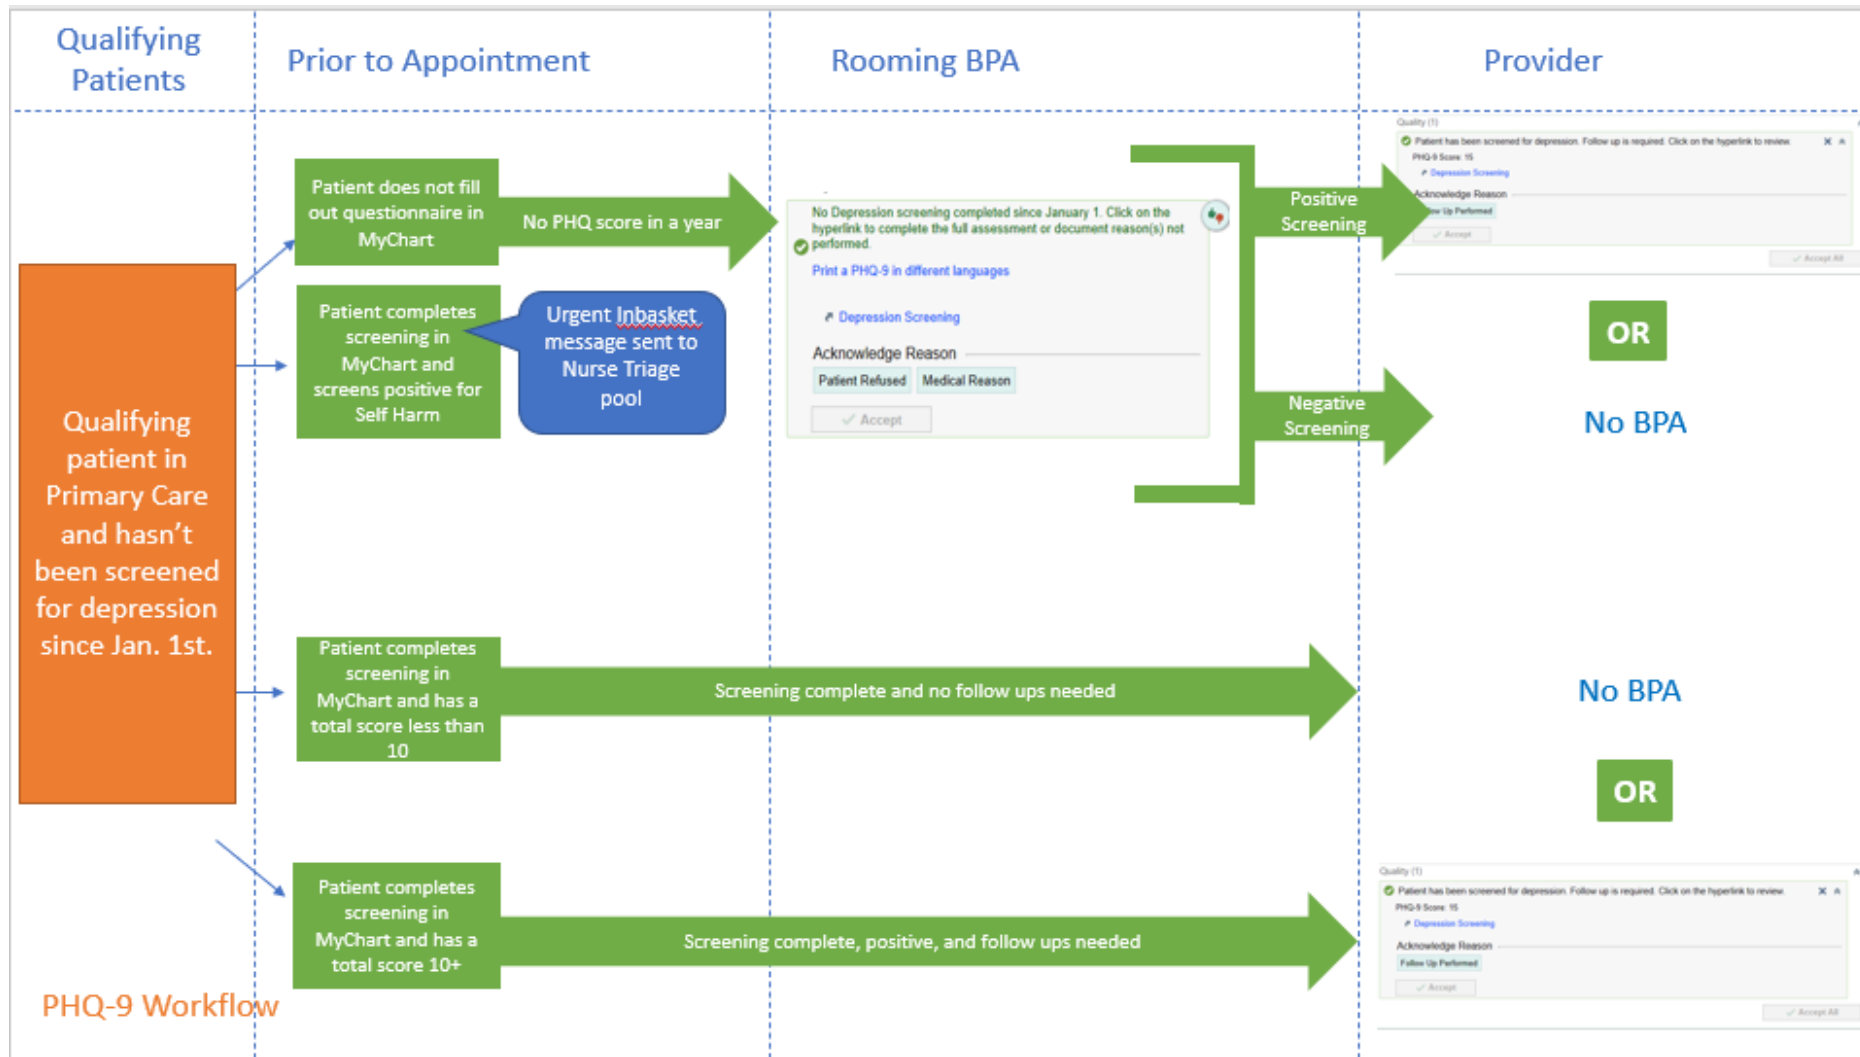 Qualifying
Patients
Prior to Appointment
Rooming BPA
Provider
Qualifying
patient in
Primary Care
and hasn't
been screened
for depression
since Jan. 1st.
Patient does not fill
out questionnaire in
MyChart
No PHQ score in a year
Patient completes
screening in
MyChart and
screens positive for
Self Harm
Urgent Inbasket
message sent to
Nurse Triage
pool
No Depression screening completed since January 1. Click on the
hyperlink to complete the full assessment or document reason(s) not
performed.
Print a PHQ-9 in different languages
Depression Screening
Acknowledge Reason
Patient Refused Medical Reason
Accept
Positive
Screening
Negative
Screening
Quality (1)
Patient has been screened for depression. Follow up is required. Click on the hyperlink to review.
PHQ-9 Score: 15
Depression Screening
Acknowledge Reason
Up Performed
Accept
Accept All
OR
No BPA
Patient completes
screening in
MyChart and has a
total score less than
10
Screening complete and no follow ups needed
No BPA
OR
Patient completes
screening in
MyChart and has a
total score 10+
Screening complete, positive, and follow ups needed
Quality (1)
Patient has been screened for depression. Follow up is required. Click on the hyperlink to review.
PHQ-9 Score: 15
Depression Screening
Acknowledge Reason
Follow Up Performed
Accept
Accept All
PHQ-9 Workflow